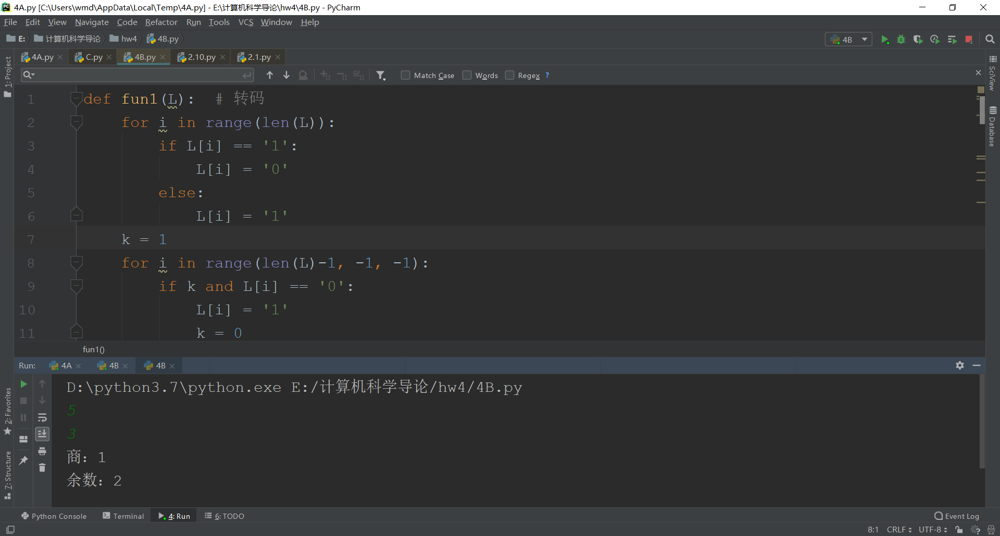 4A.py [C:\Users\wmd\AppData\Local\Temp\4A.py] - E:\计算机科学导论\hw4\4B.py - PyCharm
File Edit View Navigate Code Refactor Run Tools VCS Window Help
E: 计算机科学导论 hw4 4B.py 4B
4A.py C.py 4B.py 2.10.py 2.1.py
Match Case Words Regex ?
1 def fun1(L): # 转码
2 for i in range(len(L)):
3 if L[i] == '1':
4 L[i] = '0'
5 else:
6 L[i] = '1'
7 k = 1
8 for i in range(len(L)-1, -1, -1):
9 if k and L[i] == '0':
10 L[i] = '1'
11 k = 0
fun1()
Run: 4A 4B 4B
D:\python3.7\python.exe E:/计算机科学导论/hw4/4B.py
5
3
商: 1
余数: 2
1: Project
2: Favorites
7: Structure
SciView
Database
Python Console Terminal 4: Run 6: TODO Event Log
8:1 CRLF UTF-8